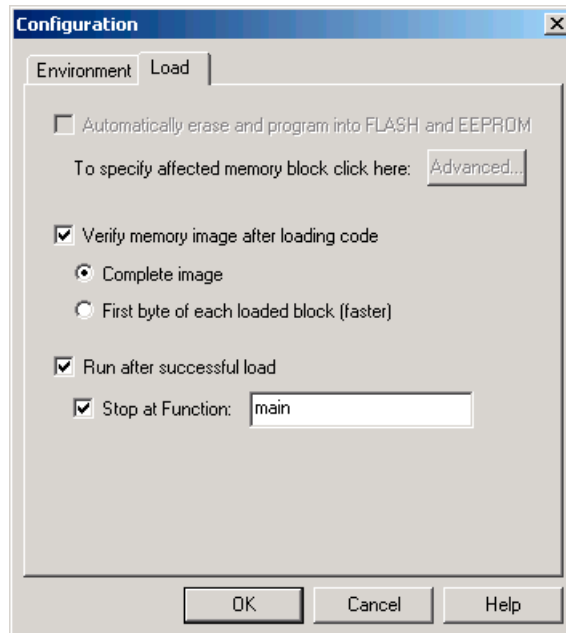 Configuration
Environment Load
Automatically erase and program into FLASH and EEPROM
To specify affected memory block click here: Advanced...
Verify memory image after loading code
Complete image
First byte of each loaded block (faster)
Run after successful load
Stop at Function: main
OK Cancel Help